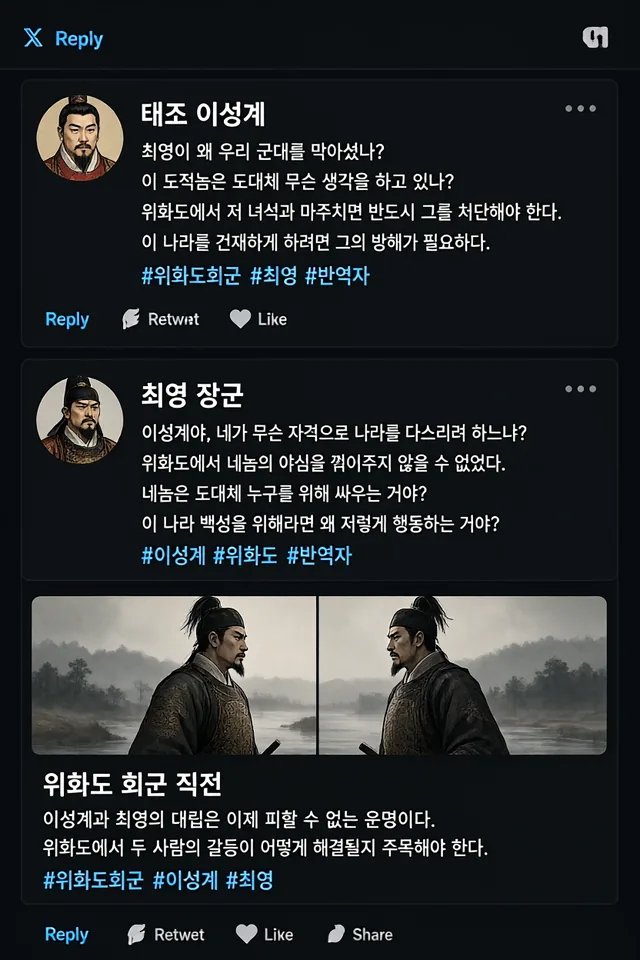 X Reply
태조 이성계
최영이 왜 우리 군대를 막아섰나?
이 도적놈은 도대체 무슨 생각을 하고 있나?
위화도에서 저 녀석과 마주치면 반드시 그를 처단해야 한다.
이 나라를 건재하게 하려면 그의 방해가 필요하다.
#위화도회군 #최영 #반역자
Reply Retwet Like
최영 장군
이성계야, 네가 무슨 자격으로 나라를 다스리려 하느냐?
위화도에서 네놈의 야심을 꺾이주지 않을 수 없었다.
네놈은 도대체 누구를 위해 싸우는 거야?
이 나라 백성을 위해라면 왜 저렇게 행동하는 거야?
#이성계 #위화도 #반역자
위화도 회군 직전
이성계과 최영의 대립은 이제 피할 수 없는 운명이다.
위화도에서 두 사람의 갈등이 어떻게 해결될지 주목해야 한다.
#위화도회군 #이성계 #최영
Reply Retwet Like Share